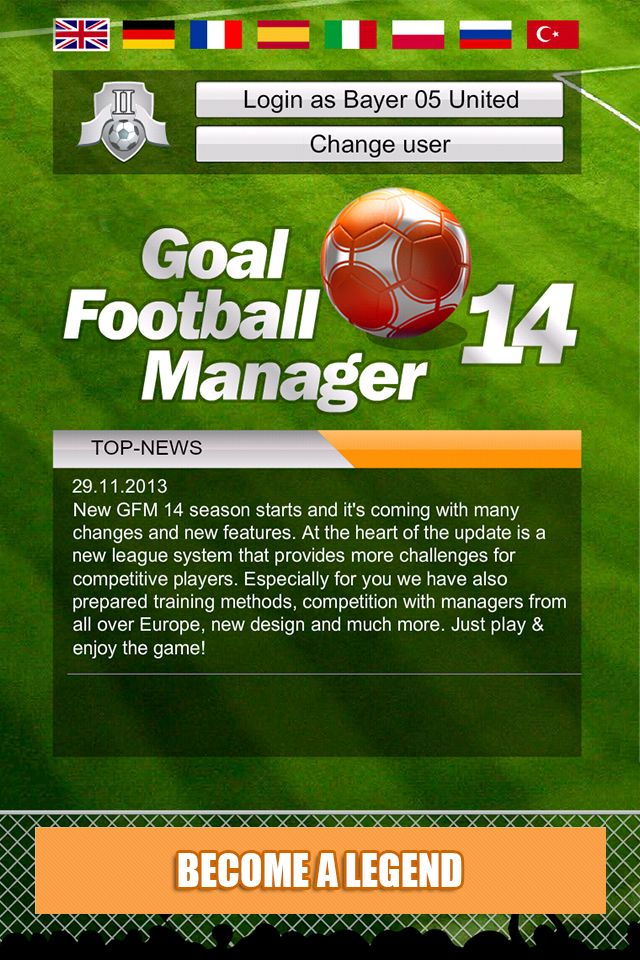 II
Login as Bayer 05 United
Change user
Goal
Football
Manager 14
TOP-NEWS
29.11.2013
New GFM 14 season starts and it's coming with many
changes and new features. At the heart of the update is a
new league system that provides more challenges for
competitive players. Especially for you we have also
prepared training methods, competition with managers from
all over Europe, new design and much more. Just play &
enjoy the game!
BECOME A LEGEND